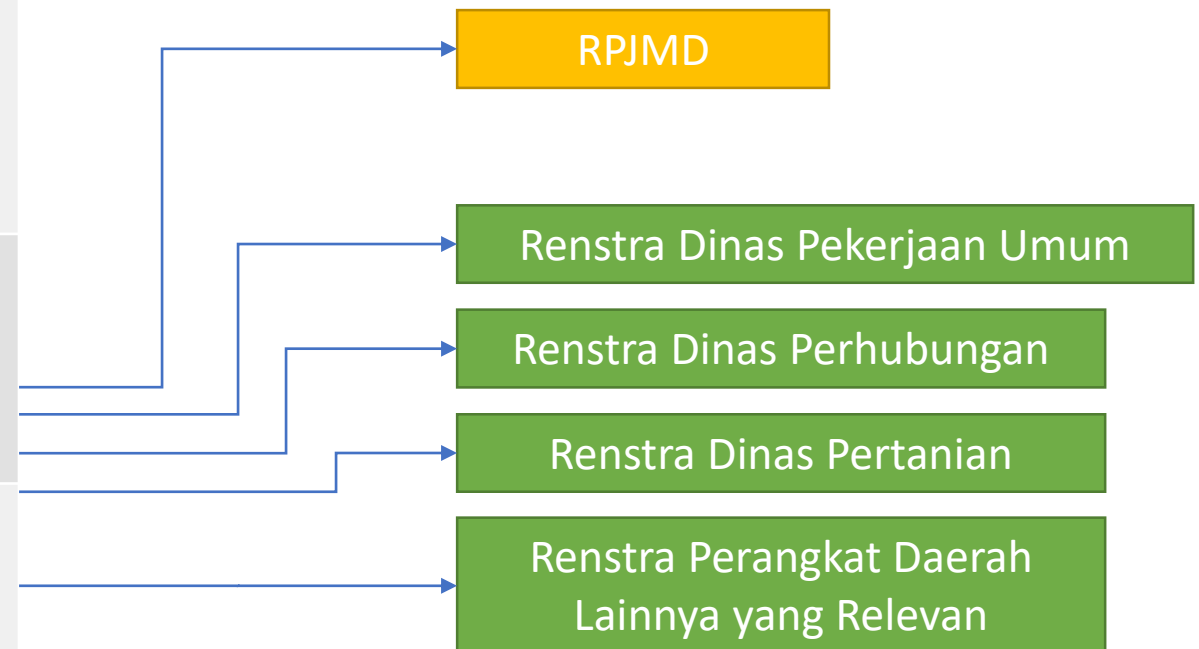 RPJMD
Renstra Dinas Pekerjaan Umum
Renstra Dinas Perhubungan
Renstra Dinas Pertanian
Renstra Perangkat Daerah
Lainnya yang Relevan